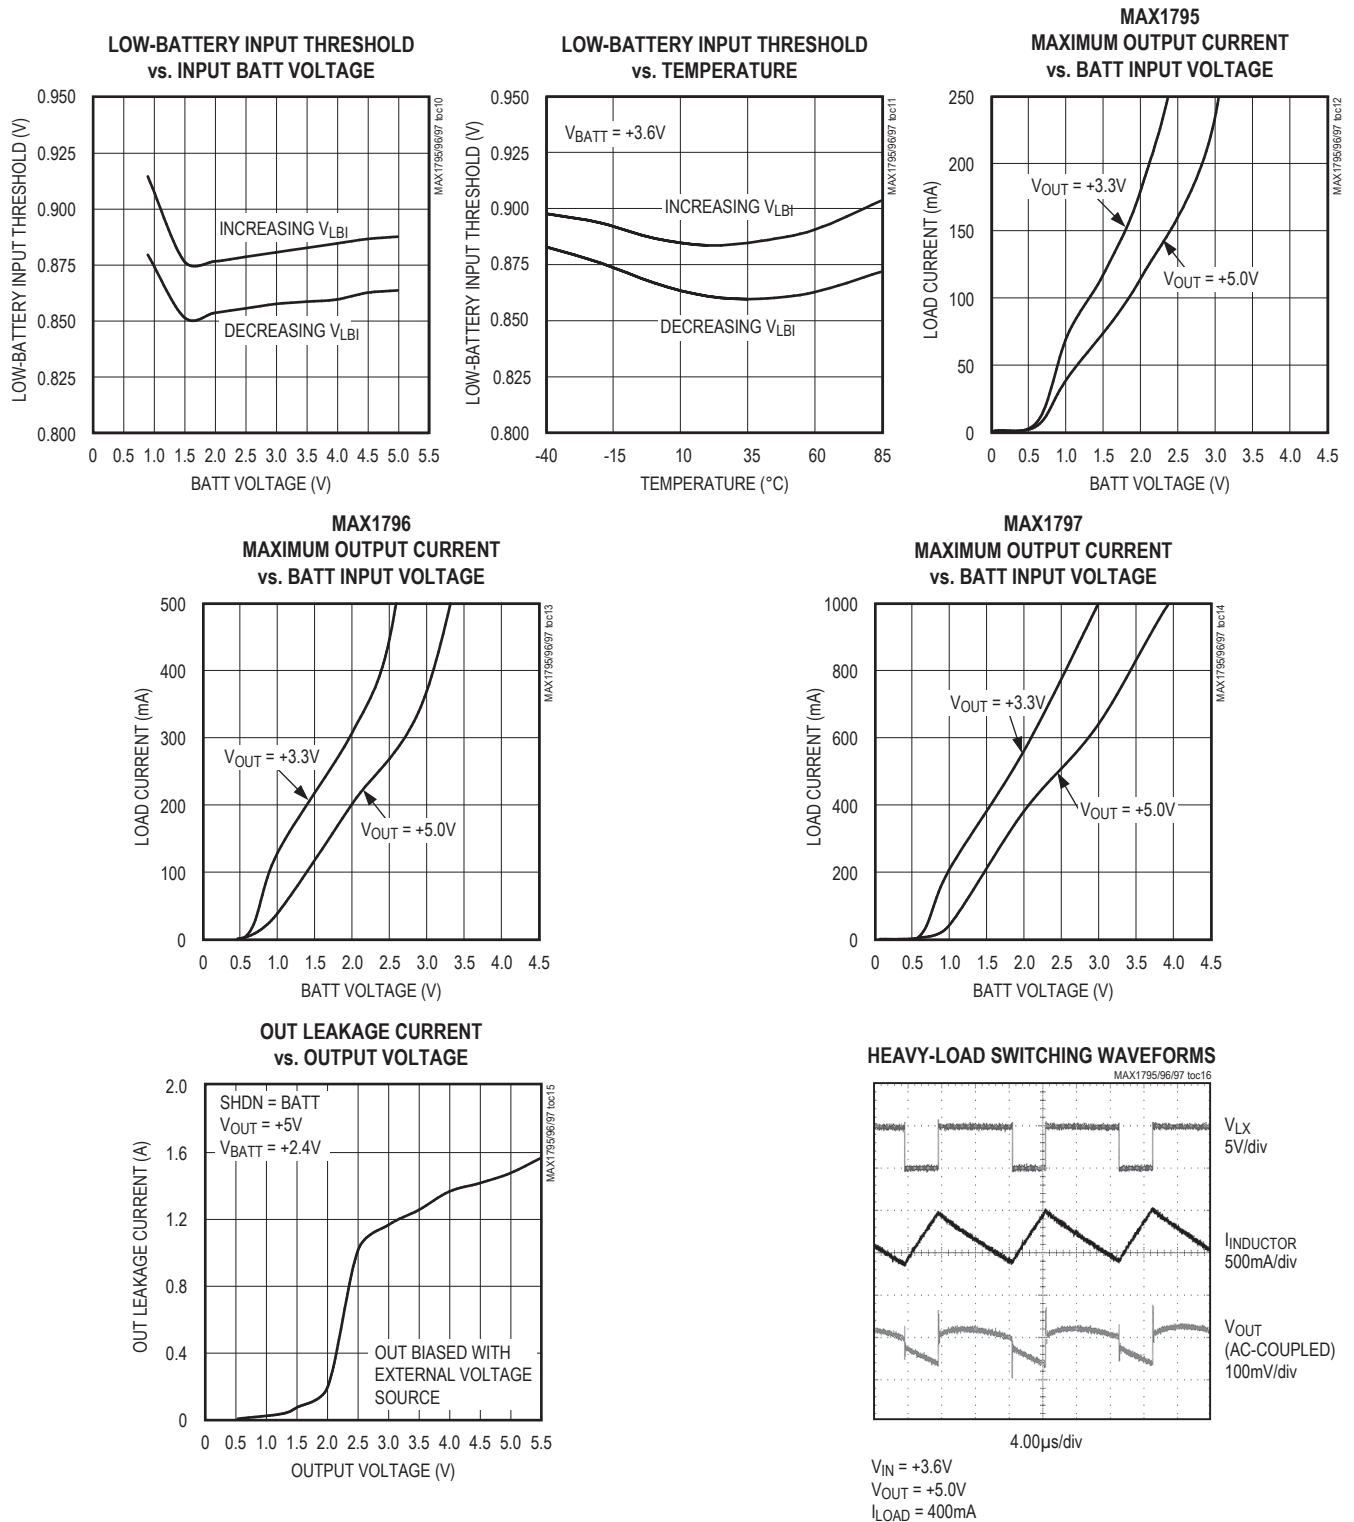 LOW-BATTERY INPUT THRESHOLD
vs. INPUT BATT VOLTAGE
LOW-BATTERY INPUT THRESHOLD (V)
0.950
0.925
0.900
0.875
0.850
0.825
0.800
INCREASING VLBI
DECREASING VLBI
0 0.5 1.0 1.5 2.0 2.5 3.0 3.5 4.0 4.5 5.0 5.5
BATT VOLTAGE (V)
MAX1795/96/97 toc10
LOW-BATTERY INPUT THRESHOLD
vs. TEMPERATURE
LOW-BATTERY INPUT THRESHOLD (V)
0.950
0.925
0.900
0.875
0.850
0.825
0.800
VBATT = +3.6V
INCREASING VLBI
DECREASING VLBI
-40 -15 10 35 60 85
TEMPERATURE (°C)
MAX1795/96/97 toc11
MAX1795
MAXIMUM OUTPUT CURRENT
vs. BATT INPUT VOLTAGE
LOAD CURRENT (mA)
250
200
150
100
50
0
VOUT = +3.3V
VOUT = +5.0V
0 0.5 1.0 1.5 2.0 2.5 3.0 3.5 4.0 4.5
BATT VOLTAGE (V)
MAX1795/96/97 toc12
MAX1796
MAXIMUM OUTPUT CURRENT
vs. BATT INPUT VOLTAGE
LOAD CURRENT (mA)
500
400
300
200
100
0
VOUT = +3.3V
VOUT = +5.0V
0 0.5 1.0 1.5 2.0 2.5 3.0 3.5 4.0 4.5
BATT VOLTAGE (V)
MAX1795/96/97 toc13
MAX1797
MAXIMUM OUTPUT CURRENT
vs. BATT INPUT VOLTAGE
LOAD CURRENT (mA)
1000
800
600
400
200
0
VOUT = +3.3V
VOUT = +5.0V
0 0.5 1.0 1.5 2.0 2.5 3.0 3.5 4.0 4.5
BATT VOLTAGE (V)
MAX1795/96/97 toc14
OUT LEAKAGE CURRENT
vs. OUTPUT VOLTAGE
OUT LEAKAGE CURRENT (A)
2.0
1.6
1.2
0.8
0.4
0
SHDN = BATT
VOUT = +5V
VBATT = +2.4V
OUT BIASED WITH
EXTERNAL VOLTAGE
SOURCE
0 0.5 1.0 1.5 2.0 2.5 3.0 3.5 4.0 4.5 5.0 5.5
OUTPUT VOLTAGE (V)
MAX1795/96/97 toc15
HEAVY-LOAD SWITCHING WAVEFORMS
MAX1795/96/97 toc16
VLX
5V/div
IINDUCTOR
500mA/div
VOUT
(AC-COUPLED)
100mV/div
4.00µs/div
VIN = +3.6V
VOUT = +5.0V
ILOAD = 400mA